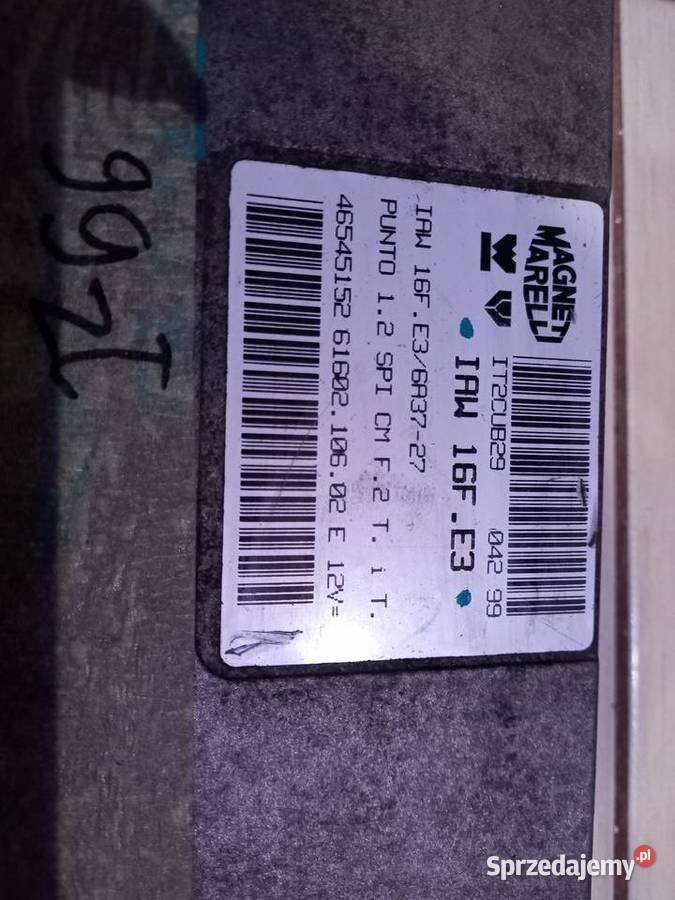 MAGNETI
MARELLI
IT2CUB29 042 99
IAW 16F.E3
IAW 16F.E3/6A37-27
PUNTO 1.2 SPI CM F.2 T. i T.
46545152 61602.106.02 E 12V=
Sprzedajemy.pl